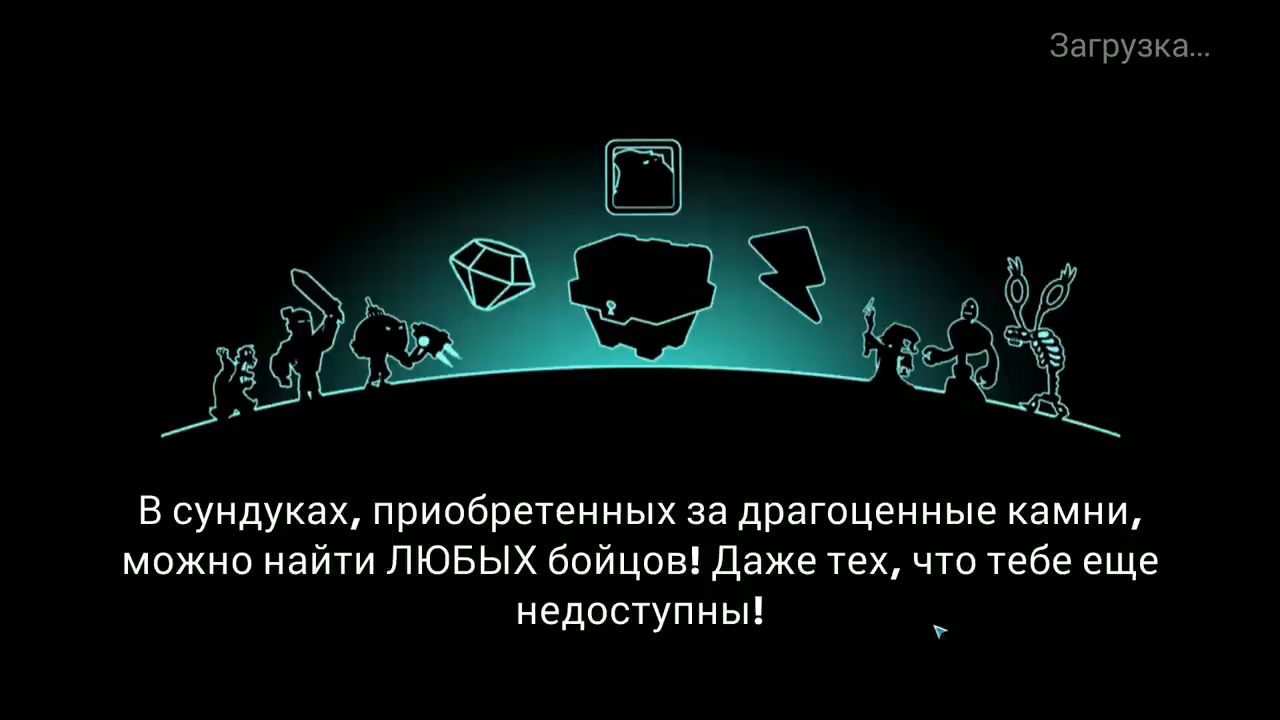 Загрузка...
В сундуках, приобретенных за драгоценные камни,
можно найти ЛЮБЫХ бойцов! Даже тех, что тебе еще
недоступны!